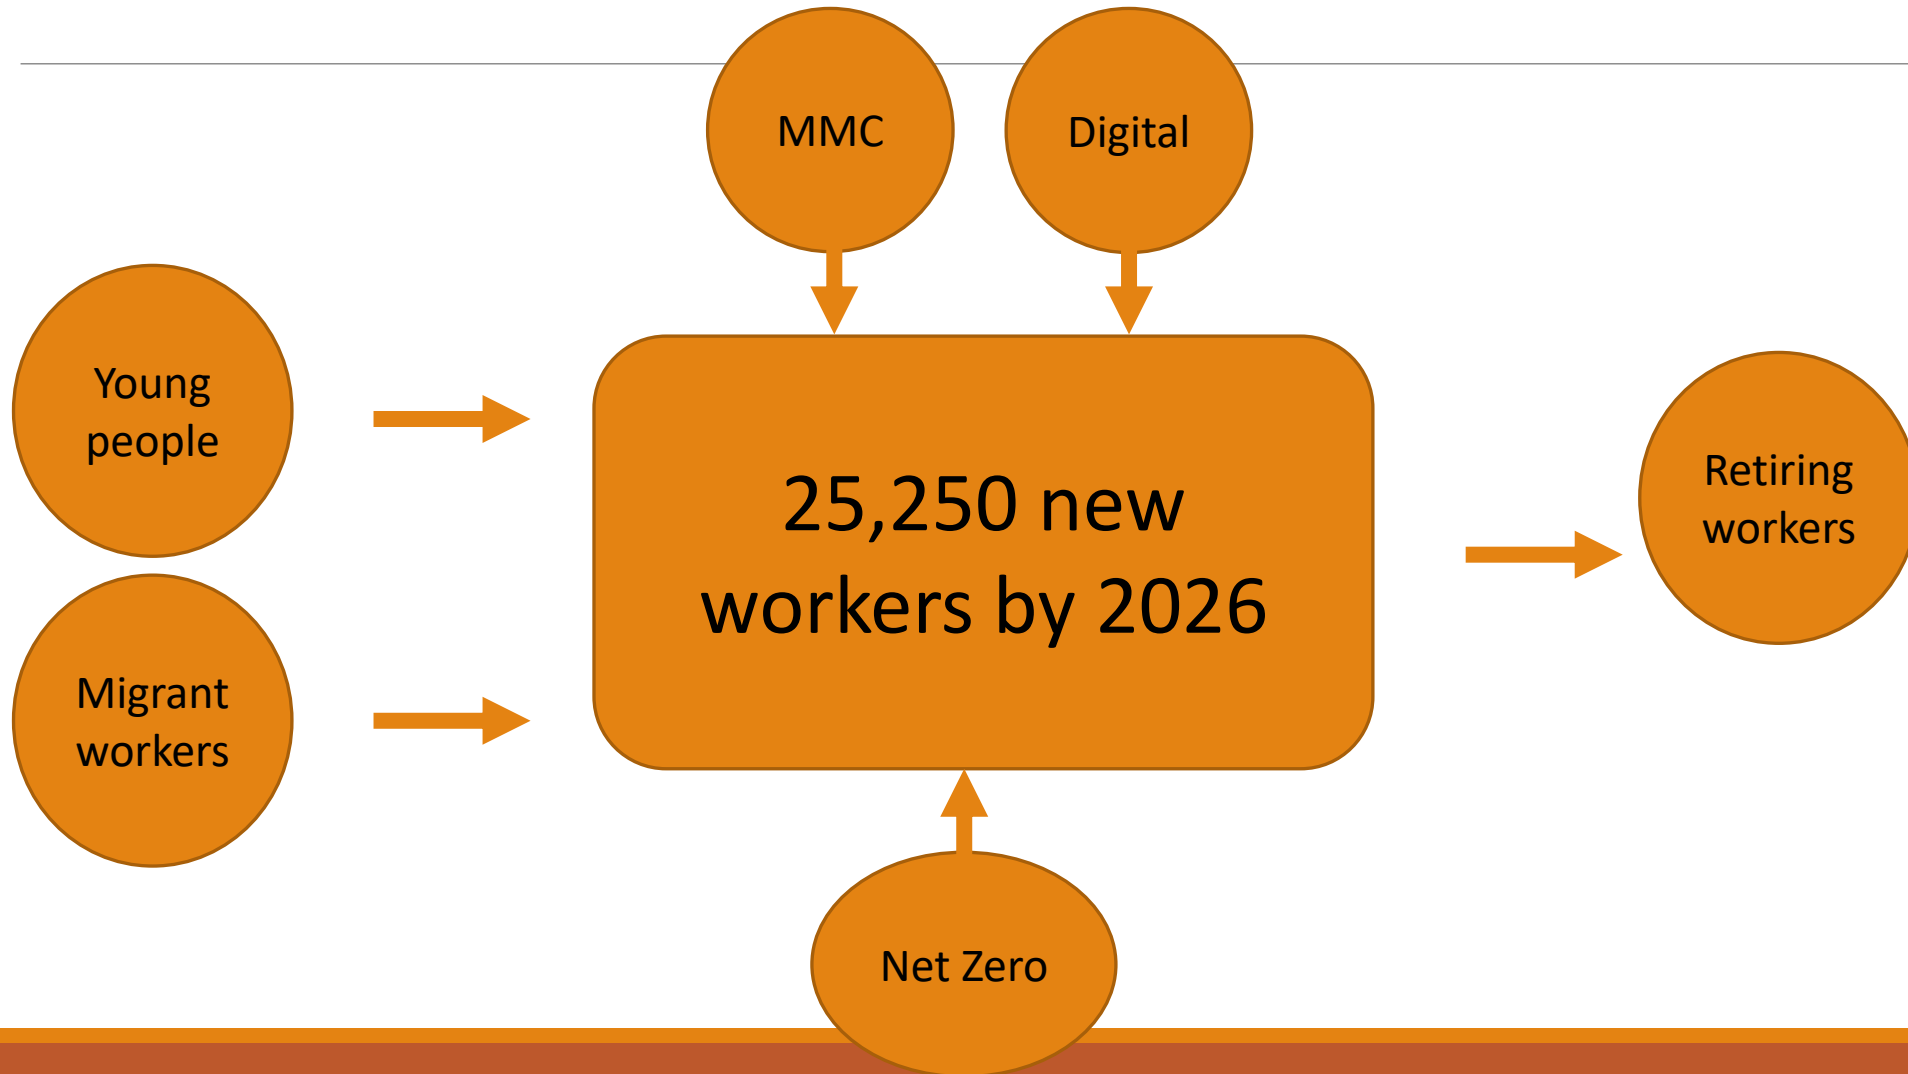 MMC
Digital
Young
people
25,250 new
workers by 2026
Retiring
workers
Migrant
workers
Net Zero